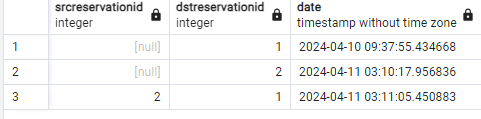 srcreservationid dstreservationid date
integer integer timestamp without time zone
1 [null] 1 2024-04-10 09:37:55.434668
2 [null] 2 2024-04-11 03:10:17.956836
3 2 1 2024-04-11 03:11:05.450883